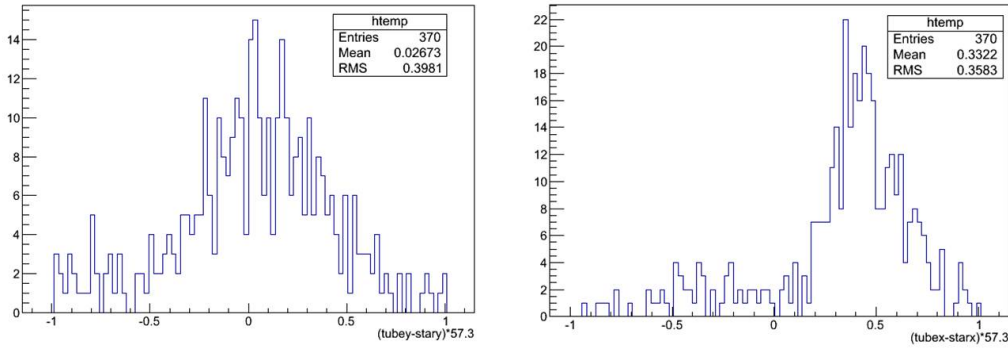 htemp
Entries 370
Mean 0.02673
RMS 0.3981
14
12
10
8
6
4
2
0
-1 -0.5 0 0.5 1
(tubey-stary)*57.3
htemp
Entries 370
Mean 0.3322
RMS 0.3583
22
20
18
16
14
12
10
8
6
4
2
0
-1 -0.5 0 0.5 1
(tubex-starx)*57.3